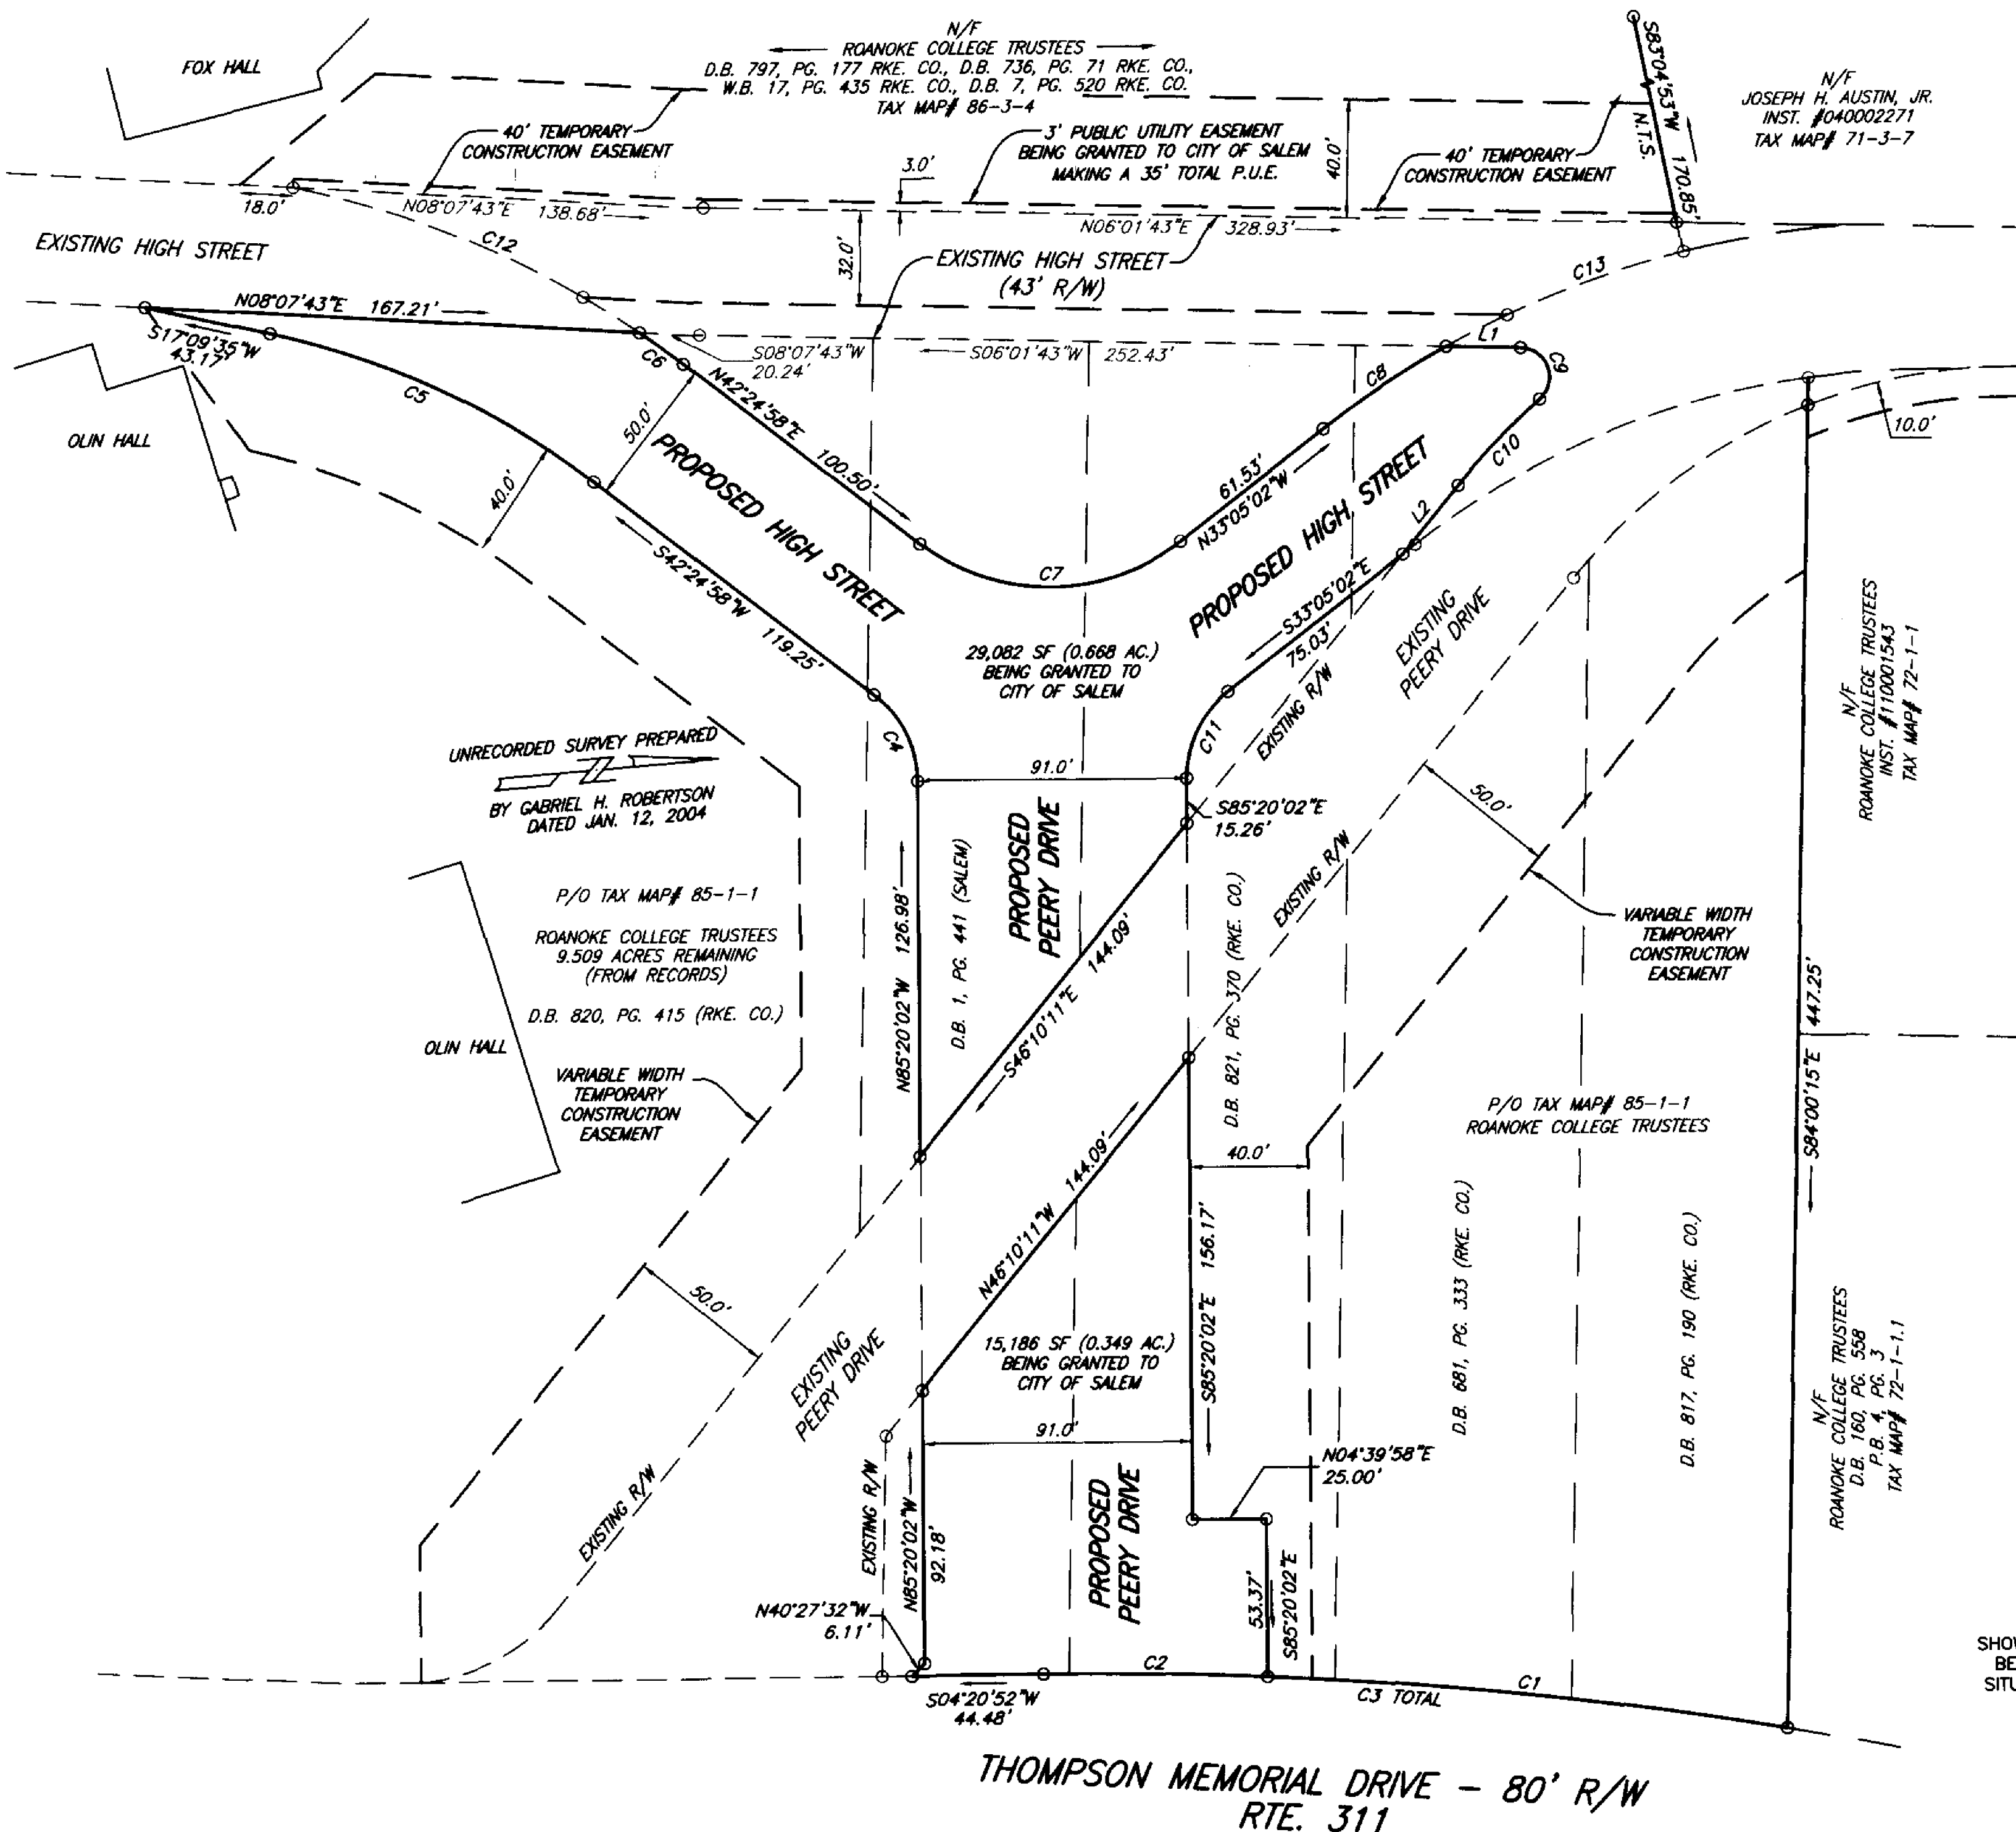 N/F
ROANOKE COLLEGE TRUSTEES
D.B. 797, PG. 177 RKE. CO., D.B. 736, PG. 71 RKE. CO.,
W.B. 17, PG. 435 RKE. CO., D.B. 7, PG. 520 RKE. CO.
TAX MAP# 86-3-4
FOX HALL
40' TEMPORARY
CONSTRUCTION EASEMENT
3' PUBLIC UTILITY EASEMENT
BEING GRANTED TO CITY OF SALEM
MAKING A 35' TOTAL P.U.E.
3.0'
40.0'
40' TEMPORARY
CONSTRUCTION EASEMENT
S83°04'53"W 170.85'
N.T.S.
N/F
JOSEPH H. AUSTIN, JR.
INST. #040002271
TAX MAP# 71-3-7
18.0'
N08°07'43"E 138.68'
N06°01'43"E 328.93'
EXISTING HIGH STREET
C12
32.0'
EXISTING HIGH STREET
(43' R/W)
C13
N08°07'43"E 167.21'
S17°09'35"W
43.17'
C6
S08°07'43"W
20.24'
S06°01'43"W 252.43'
L1
C8
C9
10.0'
C5
OLIN HALL
N42°24'58"E 100.50'
50.0'
40.0'
PROPOSED HIGH STREET
61.53'
N33°05'02"W
C10
L2
C7
PROPOSED HIGH STREET
S42°24'58"W 119.25'
S33°05'02"E
75.03'
EXISTING R/W
EXISTING
PEERY DRIVE
29,082 SF (0.668 AC.)
BEING GRANTED TO
CITY OF SALEM
C4
C11
UNRECORDED SURVEY PREPARED
BY GABRIEL H. ROBERTSON
DATED JAN. 12, 2004
91.0'
S85°20'02"E
15.26'
50.0'
N/F
ROANOKE COLLEGE TRUSTEES
INST. #110001543
TAX MAP# 72-1-1
PROPOSED
PEERY DRIVE
D.B. 1, PG. 441 (SALEM)
N85°20'02"W 126.98'
S46°10'11"E 144.09'
D.B. 821, PG. 370 (RKE. CO.)
EXISTING R/W
P/O TAX MAP# 85-1-1
ROANOKE COLLEGE TRUSTEES
9.509 ACRES REMAINING
(FROM RECORDS)
D.B. 820, PG. 415 (RKE. CO.)
OLIN HALL
VARIABLE WIDTH
TEMPORARY
CONSTRUCTION
EASEMENT
VARIABLE WIDTH
TEMPORARY
CONSTRUCTION
EASEMENT
S84°00'15"E 447.25'
P/O TAX MAP# 85-1-1
ROANOKE COLLEGE TRUSTEES
40.0'
N46°10'11"W 144.09'
S85°20'02"E 156.17'
D.B. 681, PG. 333 (RKE. CO.)
D.B. 817, PG. 190 (RKE. CO.)
50.0'
EXISTING
PEERY DRIVE
15,186 SF (0.349 AC.)
BEING GRANTED TO
CITY OF SALEM
91.0'
N04°39'58"E
25.00'
N/F
ROANOKE COLLEGE TRUSTEES
D.B. 160, PG. 558
P.B. 4, PG. 3
TAX MAP# 72-1-1.1
EXISTING R/W
EXISTING R/W
N85°20'02"W
92.18'
PROPOSED
PEERY DRIVE
53.37'
S85°20'02"E
N40°27'32"W
6.11'
S04°20'52"W
44.48'
C2
C3 TOTAL
C1
SHOW
BE
SITU
THOMPSON MEMORIAL DRIVE - 80' R/W
RTE. 311